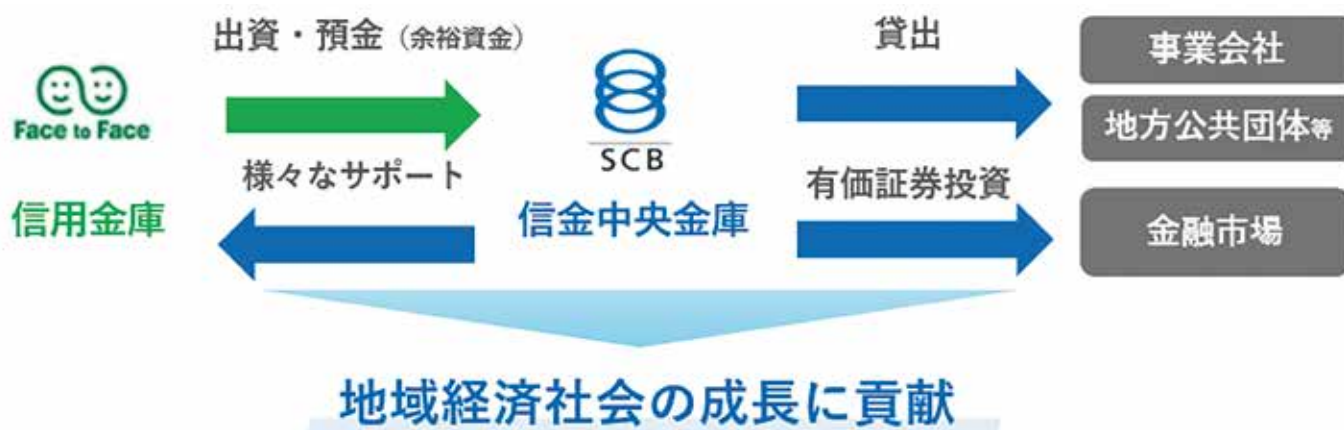 出資・預金（余裕資金）
貸出
事業会社
Face to Face
SCB
地方公共団体等
様々なサポート
有価証券投資
信用金庫
信金中央金庫
金融市場
地域経済社会の成長に貢献